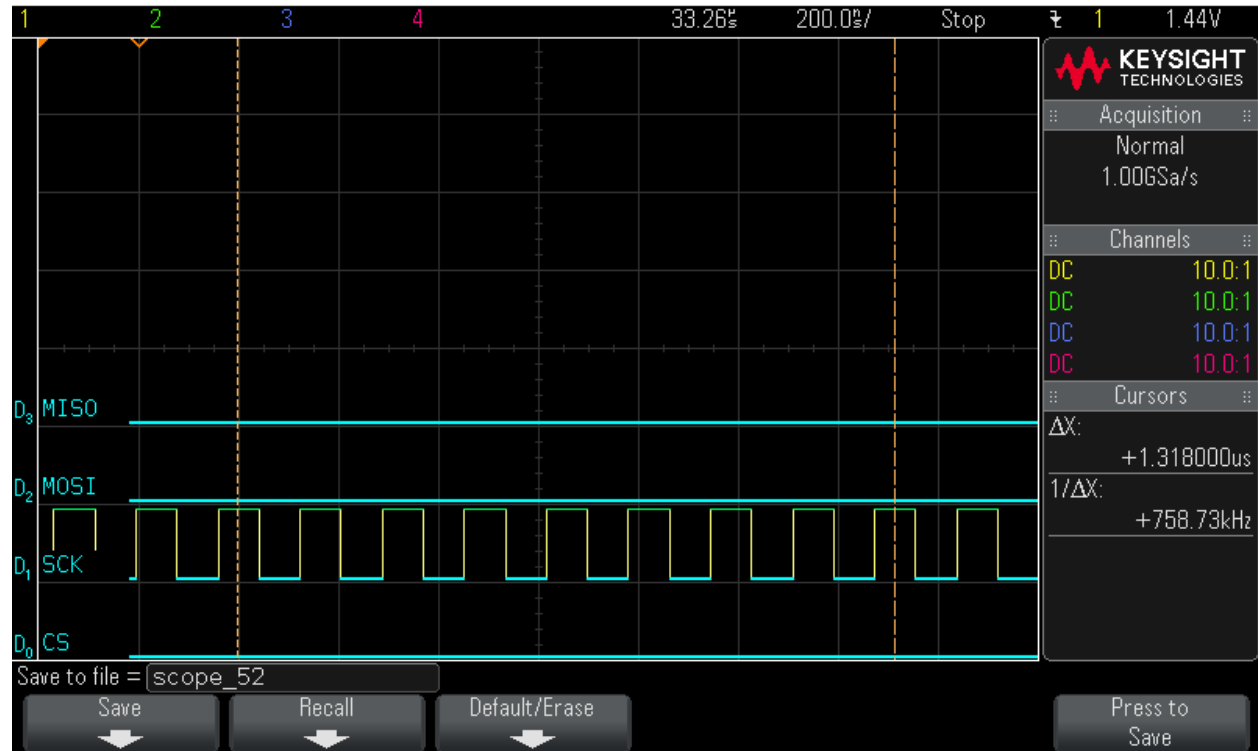 1 2 3 4 33.26µs 200.0ns/ Stop 1 1.44V
KEYSIGHT
TECHNOLOGIES
Acquisition
Normal
1.00GSa/s
Channels
DC 10.0:1
DC 10.0:1
DC 10.0:1
DC 10.0:1
Cursors
ΔX:
+1.318000us
1/ΔX:
+758.73kHz
D3 MISO
D2 MOSI
D1 SCK
D0 CS
Save to file = scope_52
Save
Recall
Default/Erase
Press to
Save